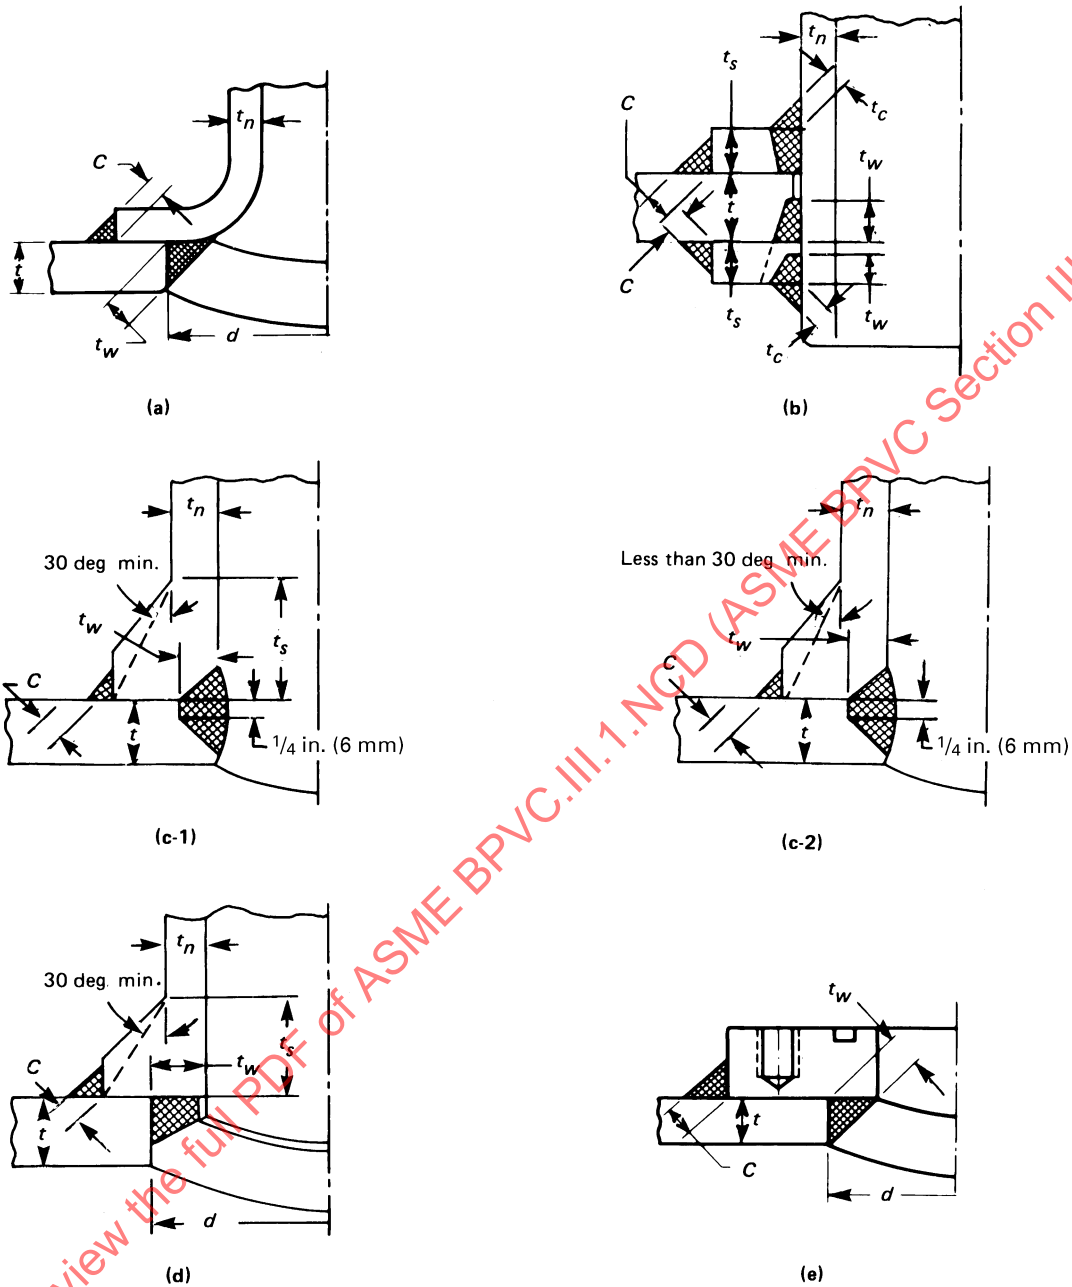 tn
C
t
tw
d
(a)
tn
ts
C
tc
tw
t
C
ts
tw
tc
(b)
tn
30 deg min.
tw
ts
C
t
1/4 in. (6 mm)
(c-1)
tn
Less than 30 deg min.
tw
C
t
1/4 in. (6 mm)
(c-2)
tn
30 deg. min.
ts
C
tw
t
d
(d)
tw
t
C
d
(e)
view the full PDF of ASME BPVC.III.1.NCD (ASME BPVC Section III